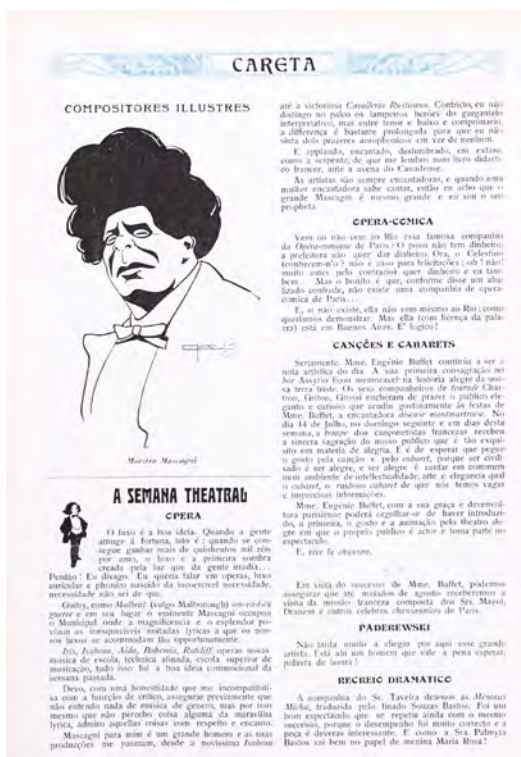 CARETA
COMPOSITORES ILLUSTRES
Maestro Mascagni
A SEMANA THEATRAL
OPERA
O luxo é a boa ideia. Quando a gente
attinge á fortuna, isto é: quando se con-
segue ganhar mais de quinhentos mil réis
por anno, o luxo é a primeira sombra
creada pela luz que da gente irradia...
Perdão! Eu divago. Eu queria falar em operas, luxo
auricular e phonico nascido da incoercivel necessidade,
necessidade não sei de que.
Guitry, como Malbret (vulgo Malborough) s'en-va-t-en
guerre e em seu lugar o eminente Mascagni occupou
o Municipal onde a magnificencia e o esplendor po-
voam as inesqueciveis noitadas lyricas a que os nos-
sos luxos se accommodam tão opportunamente.
Iris, Isabeau, Aida, Bohemia, Ratcliff operas novas
musica de escola, technica afinada, escola superior de
musicação, tudo isso foi a boa ideia commocional da
semana passada.
Devo, com uma honestidade que me incompatibili-
sa com a funcção de critico, assegurar previamente que
não entendo nada de musica de genero, mas por isso
mesmo que não percebo coisa alguma da maravilha
lyrica, admiro aquellas coisas com respeito e encanto.
Mascagni para mim é um grande homem e as suas
producções me pasmam, desde a novissima Isabeau
até a victoriosa Cavalleria Rusticana. Contricto, eu não
distingo no palco os lampeiros heróes do gargantelo
interpretativo, mas entre tenor e baixo e comprimario
a differença é bastante prolongada para que eu não
sinta dois prazeres autophonicos em vez de nenhum.
E applaudo, encantado, deslumbrado, em extase,
como a serpente, de que me lembro num livro didacti-
co francez, ante a avena do Canadense.
As artistas são sempre encantadoras, e quando uma
mulher encantadora sabe cantar, então eu acho que o
grande Mascagni é mesmo grande e eu sou o seu
propheta.
OPERA-COMICA
Vem ou não vem ao Rio essa famosa companhia
da Opéra-comique de Paris? O povo não tem dinheiro,
a prefeitura não quer dar dinheiro. Ora, o Celestino
(conhecem-n'o? não é caso para felicitações; oh! não!
muito antes pelo contrario) quer dinheiro e eu tam-
bem... Mas o bonito é que, conforme disse um aba-
lizado confrade, não existe uma companhia de opera-
comica de Paris...
E, si não existe, ella não vem mesmo ao Rio: como
queriamos demonstrar. Mas ella (com licença da pala-
vra) está em Buenos Aires. E' logico!
CANÇÕES E CABARETS
Seriamente. Mme. Eugénie Buffet continúa a ser a
nota artistica do dia. A sua primeira consagração no
bar Assyrio ficou memoravel na historia alegre da nos-
sa terra triste. Os seus companheiros de tournée Char-
tron, Griton, Grossi encheram de prazer o publico ele-
gante e curioso que acudiu gostosamente ás festas de
Mme. Buffet, a encantadora diseuse montmartroise. No
dia 14 de Julho, no domingo seguinte e em dias desta
semana, a troupe dos cançonetistas francezas recebeu
a sincera sagração do nosso publico que é tão exqui-
sito em materia de alegria. E é de esperar que pegue
o gosto pela canção e pelo cabaret, porque ser civili-
sado é ser alegre, e ser alegre é cantar em commum
num ambiente de intellectualidade, arte e elegancia qual
o cabaret, o ruidoso cabaret de que nós temos vagas
e imprecisas informações.
Mme. Eugénie Buffet, com a sua graça e desenvol-
tura parisiense poderá orgulhar-se de haver introduzi-
do, a primeira, o gosto e a animação pelo theatro ale-
gre em que o proprio publico é actor e toma parte no
espectaculo.
E, vive la chanson.
Em vista do successo de Mme. Buffet, podemos
assegurar que até meiados de agosto receberemos a
visita da missão franceza composta dos Srs. Mayol,
Dranem e outros celebres chansonniers de Paris.
PADEREWSKI
Não tarda muito a chegar por aqui esse grande
artista. Está ahi um homem que vale a pena esperar,
palavra de honra!
RECREIO DRAMATICO
A companhia do Sr. Taveira deu-nos as Meninas
Michu, traduzida pelo finado Souzas Bastos. Foi um
bom espectaculo que se repetiu ainda com o mesmo
successo, porque o desempenho foi muito correcto e a
peça é deveras interessante. E como a Sra. Palmyra
Bastos vai bem no papel de menina Maria Rosa!